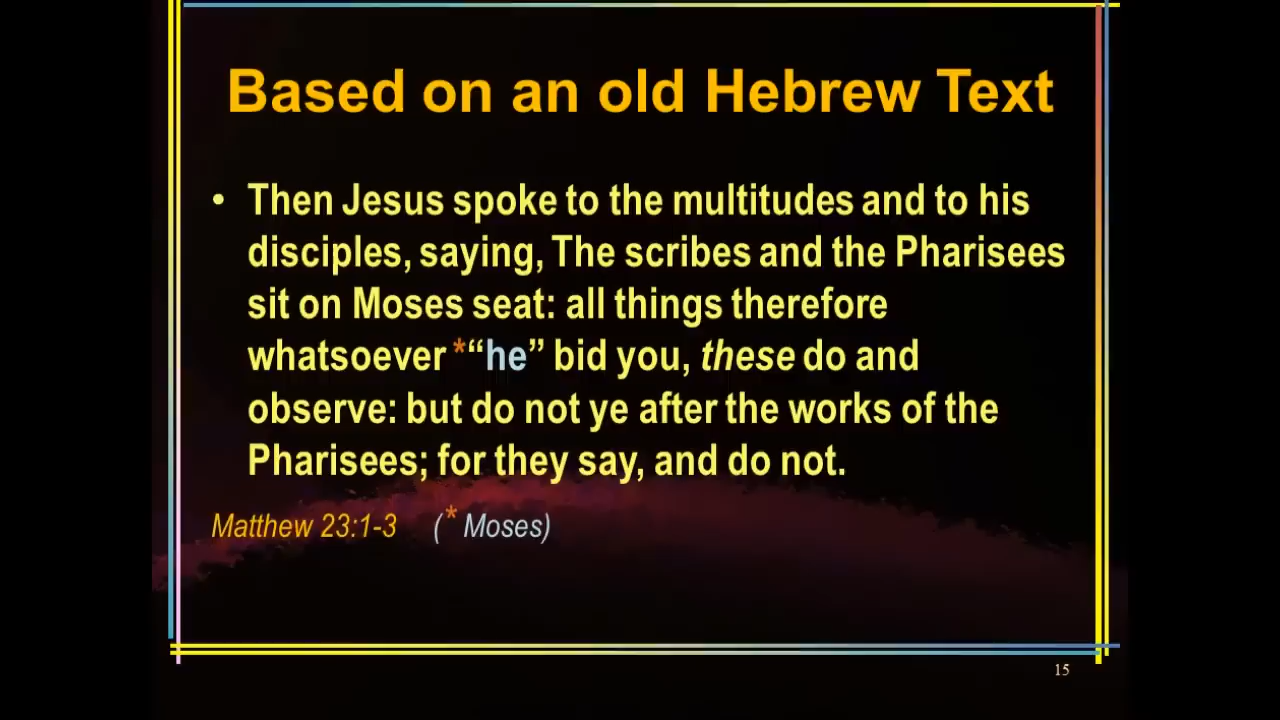 Based on an old Hebrew Text
• Then Jesus spoke to the multitudes and to his
disciples, saying, The scribes and the Pharisees
sit on Moses seat: all things therefore
whatsoever *“he” bid you, these do and
observe: but do not ye after the works of the
Pharisees; for they say, and do not.
Matthew 23:1-3 (* Moses)
15